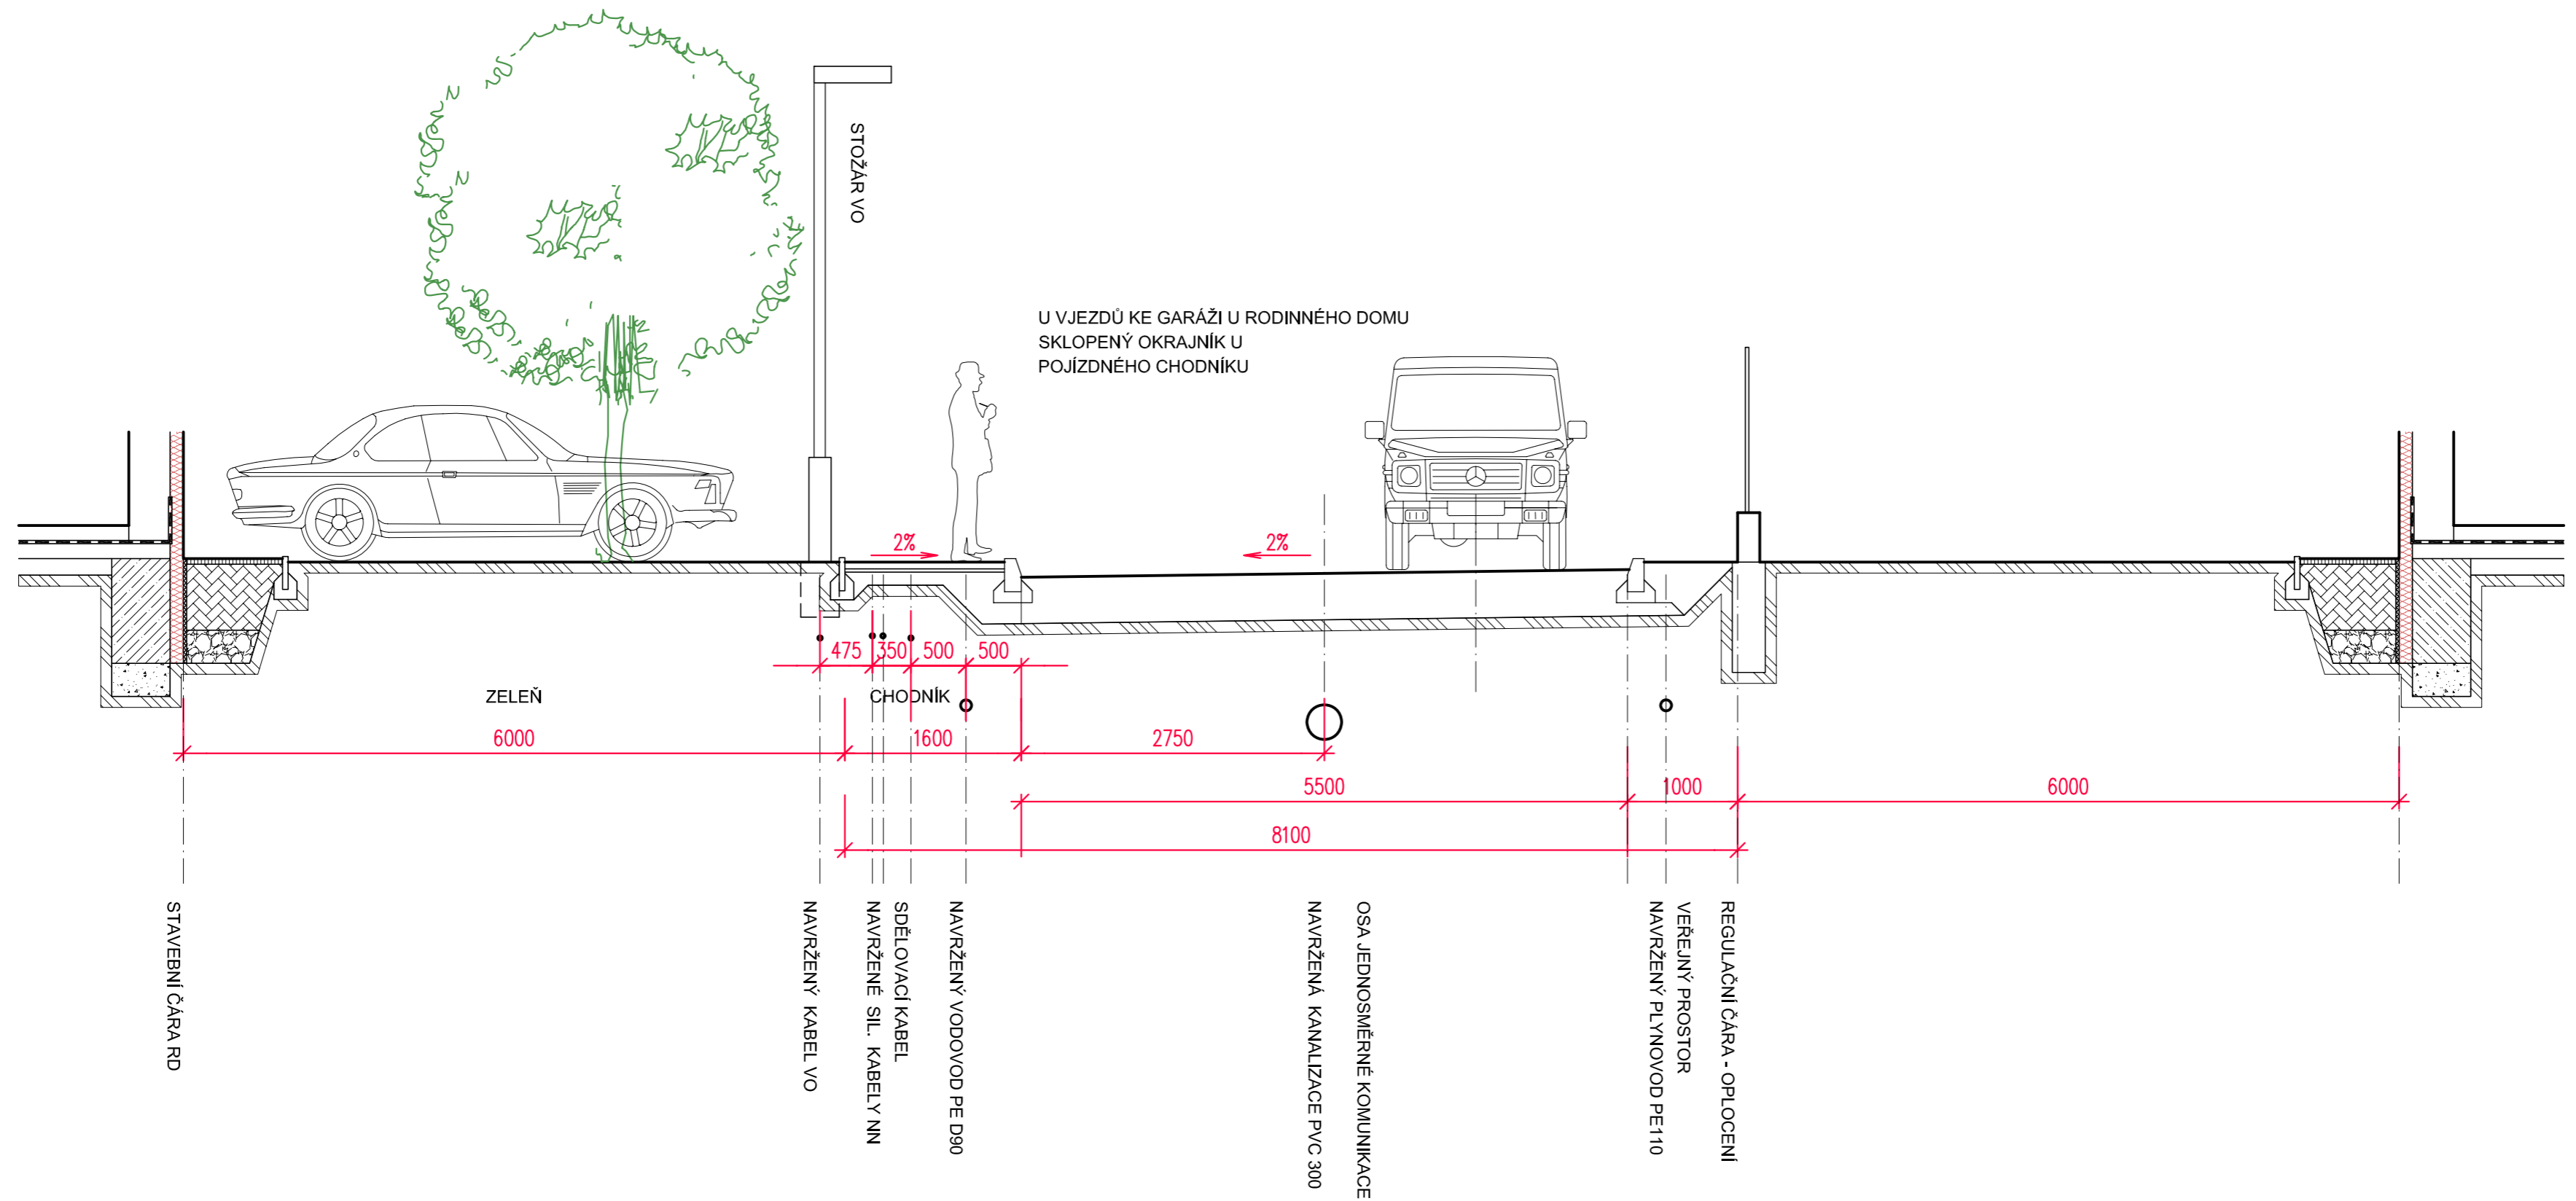 STOŽÁR VO
U VJEZDŮ KE GARÁŽI U RODINNÉHO DOMU
SKLOPENÝ OKRAJNÍK U
POJÍZDNÉHO CHODNÍKU
2%
2%
475
350
500
500
ZELEŇ
CHODNÍK
6000
1600
2750
5500
1000
6000
8100
STAVEBNÍ ČÁRA RD
NAVRŽENÝ KABEL VO
NAVRŽENÉ SIL. KABELY NN
SDĚLOVACÍ KABEL
NAVRŽENÝ VODOVOD PE D90
NAVRŽENÁ KANALIZACE PVC 300
OSA JEDNOSMĚRNÉ KOMUNIKACE
NAVRŽENÝ PLYNOVOD PE110
VEŘEJNÝ PROSTOR
REGULAČNÍ ČÁRA - OPLOCENÍ